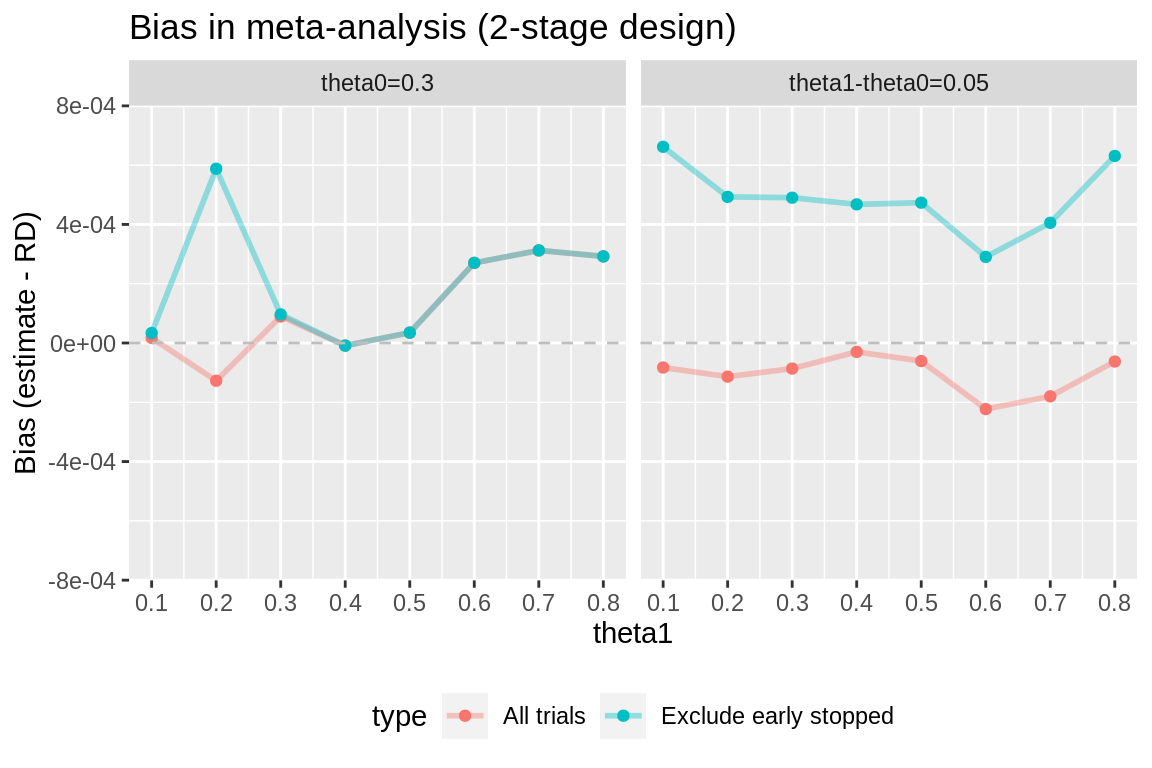 Bias in meta-analysis (2-stage design)
theta0=0.3
theta1-theta0=0.05
Bias (estimate - RD)
8e-04
4e-04
0e+00
-4e-04
-8e-04
0.1 0.2 0.3 0.4 0.5 0.6 0.7 0.8
0.1 0.2 0.3 0.4 0.5 0.6 0.7 0.8
theta1
type All trials Exclude early stopped